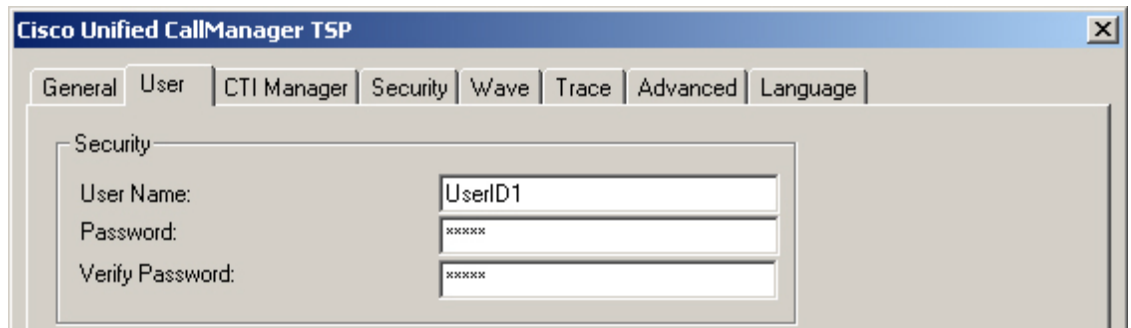 Cisco Unified CallManager TSP
General User CTI Manager Security Wave Trace Advanced Language
Security
User Name: UserID1
Password: *****
Verify Password: *****